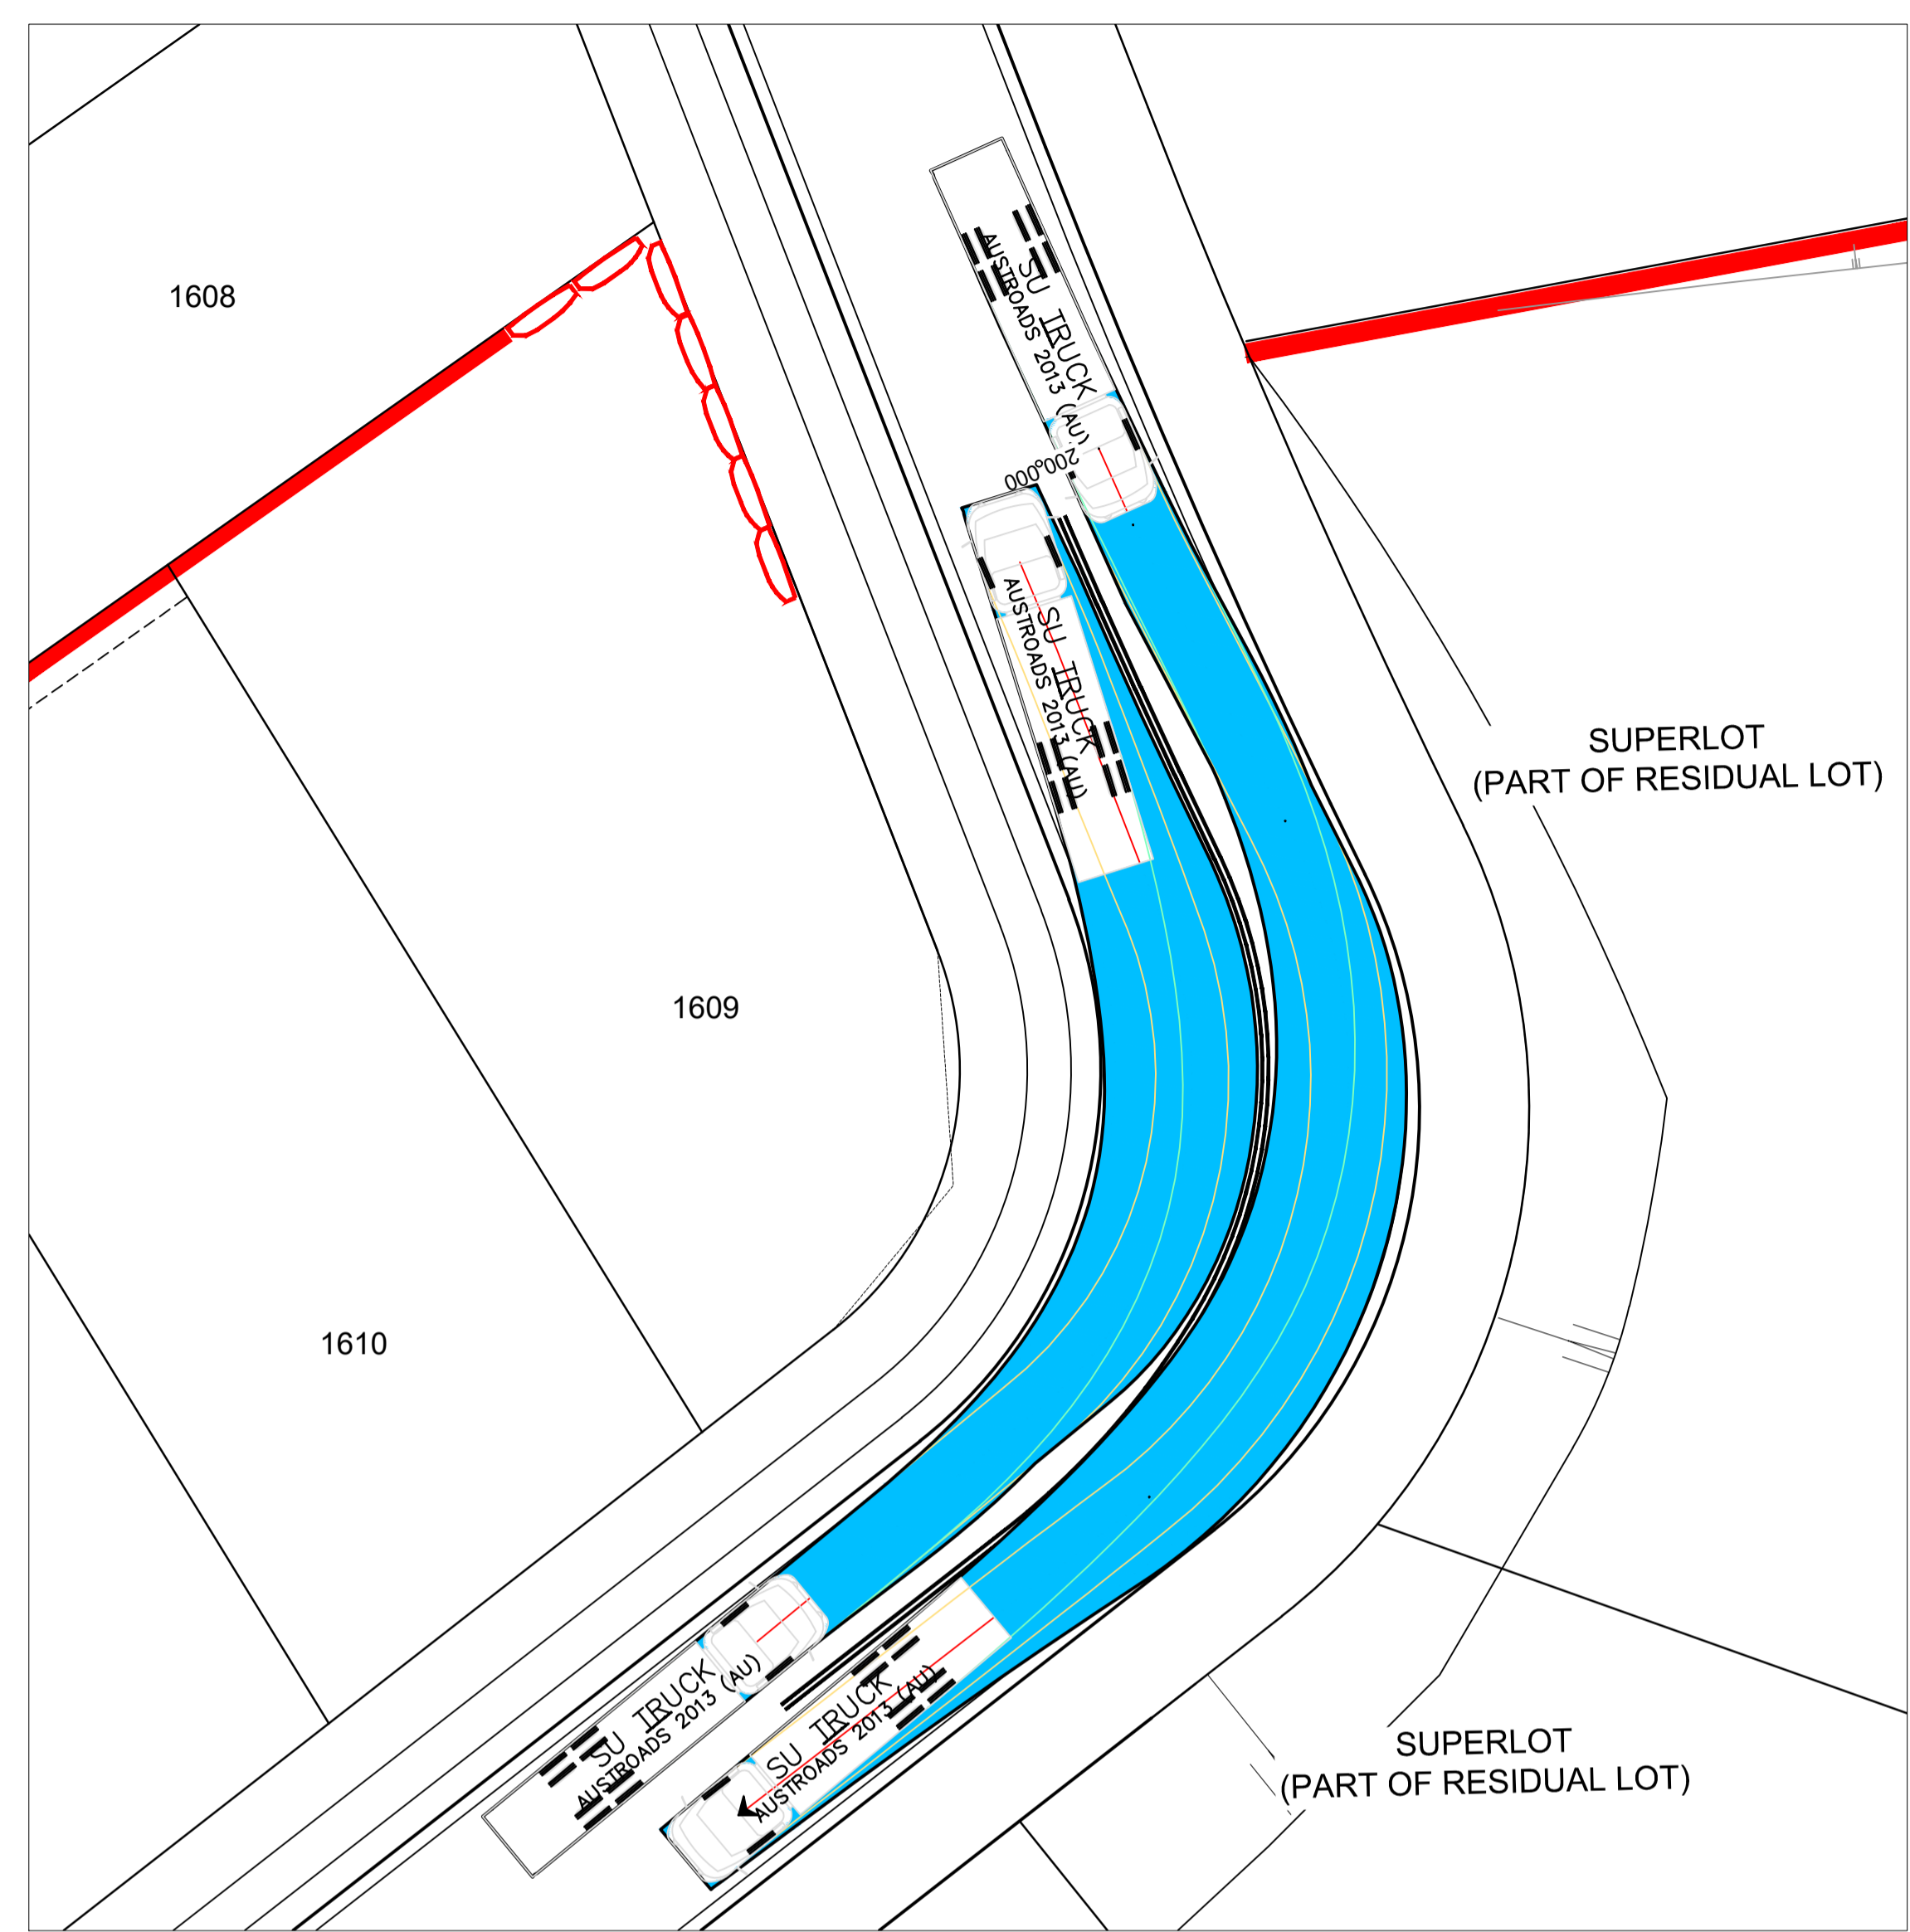 1608
SU TRUCK
AUSTROADS 2013 (AU)
200.000
SU TRUCK
AUSTROADS 2013 (AU)
SUPERLOT
(PART OF RESIDUAL LOT)
1609
1610
SU TRUCK
AUSTROADS 2013 (AU)
SU TRUCK
AUSTROADS 2013 (AU)
SUPERLOT
(PART OF RESIDUAL LOT)